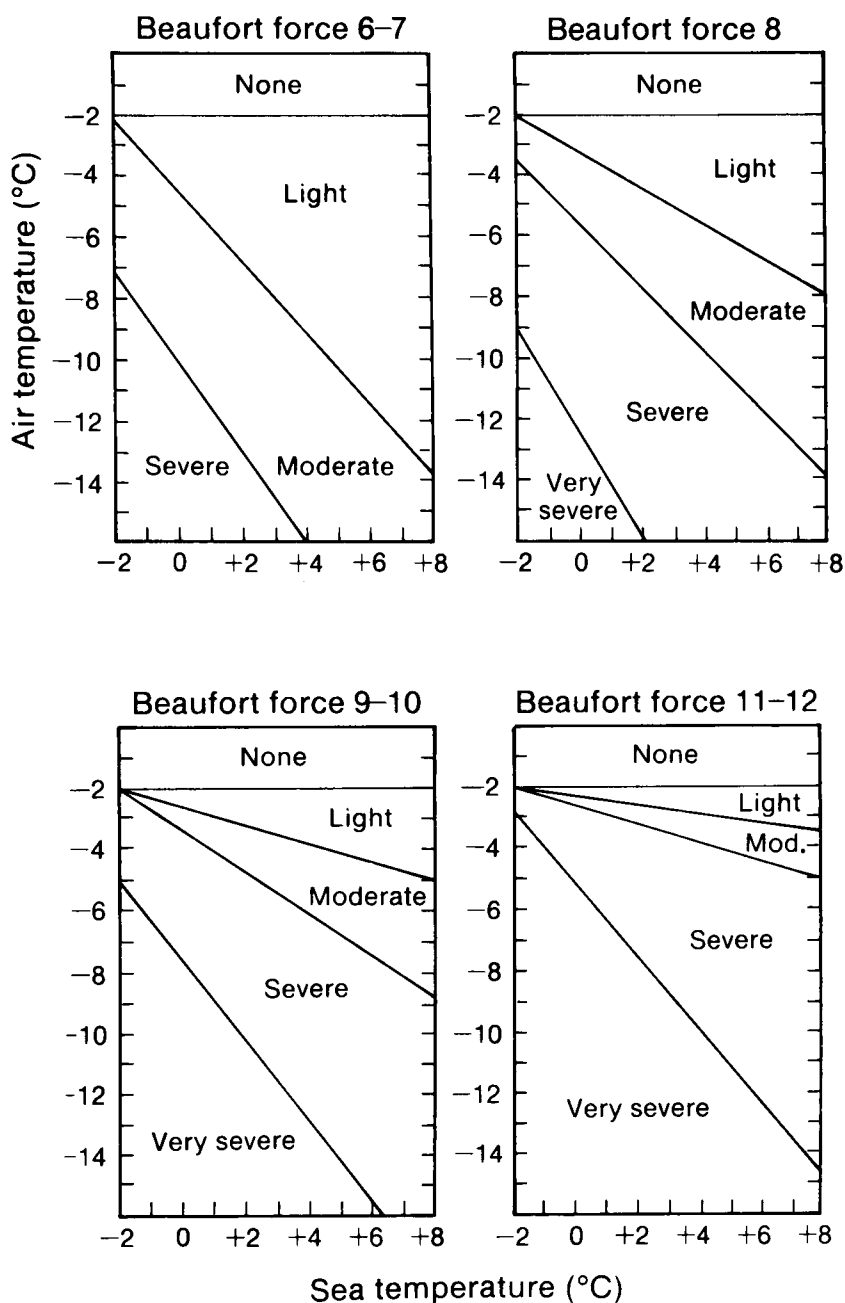 Beaufort force 6–7
None
−2
−4
Light
−6
−8
−10
−12
Severe
Moderate
−14
−2 0 +2 +4 +6 +8
Air temperature (°C)
Beaufort force 8
None
−2
Light
−4
−6
−8
Moderate
−10
Severe
−12
−14
Very
severe
−2 0 +2 +4 +6 +8
Beaufort force 9–10
None
−2
Light
−4
Moderate
−6
−8
Severe
−10
−12
Very severe
−14
−2 0 +2 +4 +6 +8
Beaufort force 11–12
None
−2
Light
Mod.
−4
−6
Severe
−8
−10
−12
Very severe
−14
−2 0 +2 +4 +6 +8
Sea temperature (°C)